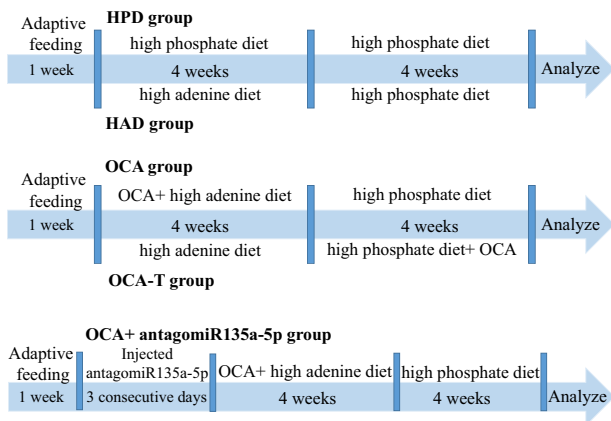 HPD group
Adaptive feeding
high phosphate diet
high phosphate diet
1 week
4 weeks
4 weeks
Analyze
high adenine diet
high phosphate diet
HAD group
OCA group
Adaptive feeding
OCA+ high adenine diet
high phosphate diet
1 week
4 weeks
4 weeks
Analyze
high adenine diet
high phosphate diet+ OCA
OCA-T group
OCA+ antagomiR135a-5p group
Adaptive feeding
Injected
antagomiR135a-5p
OCA+ high adenine diet
high phosphate diet
1 week
3 consecutive days
4 weeks
4 weeks
Analyze